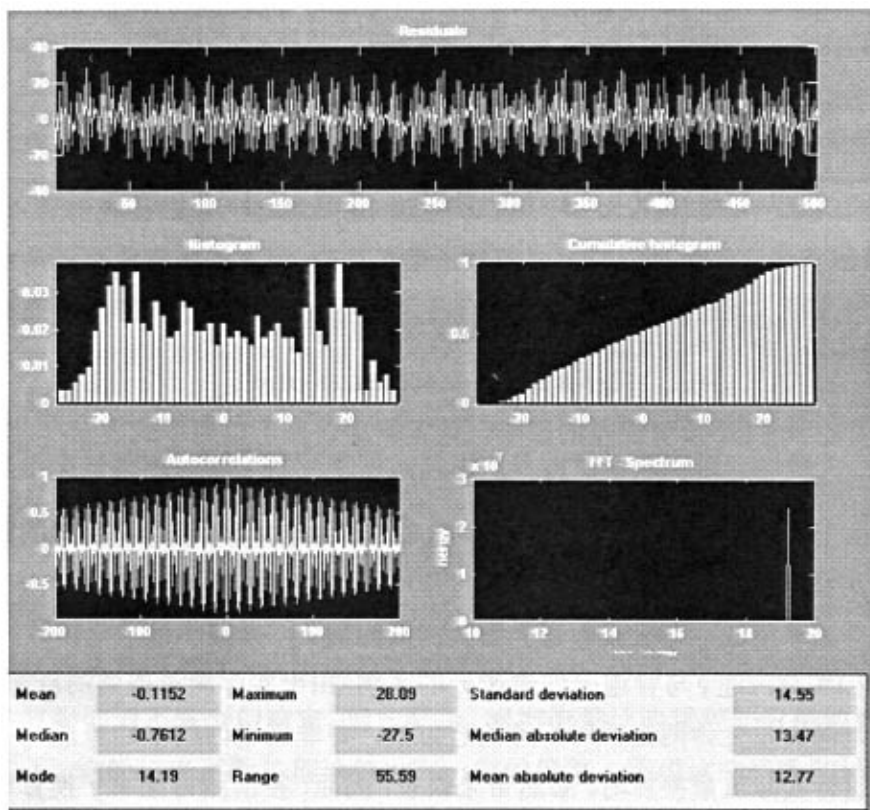 Residuals
40
20
0
-20
-40
50 100 150 200 250 300 350 400 450 500
Histogram
Cumulative histogram
0.03
0.02
0.01
0
-20 -10 0 10 20
1
0.5
0
-20 -10 0 10 20
Autocorrelations
FFT - Spectrum
1
0.5
0
-0.5
-200 -100 0 100 200
x 10
7
3
2
1
0
10 12 14 16 18 20
Mean -0.1152 Maximum 28.09 Standard deviation 14.55
Median -0.7612 Minimum -27.5 Median absolute deviation 13.47
Mode 14.19 Range 55.59 Mean absolute deviation 12.77